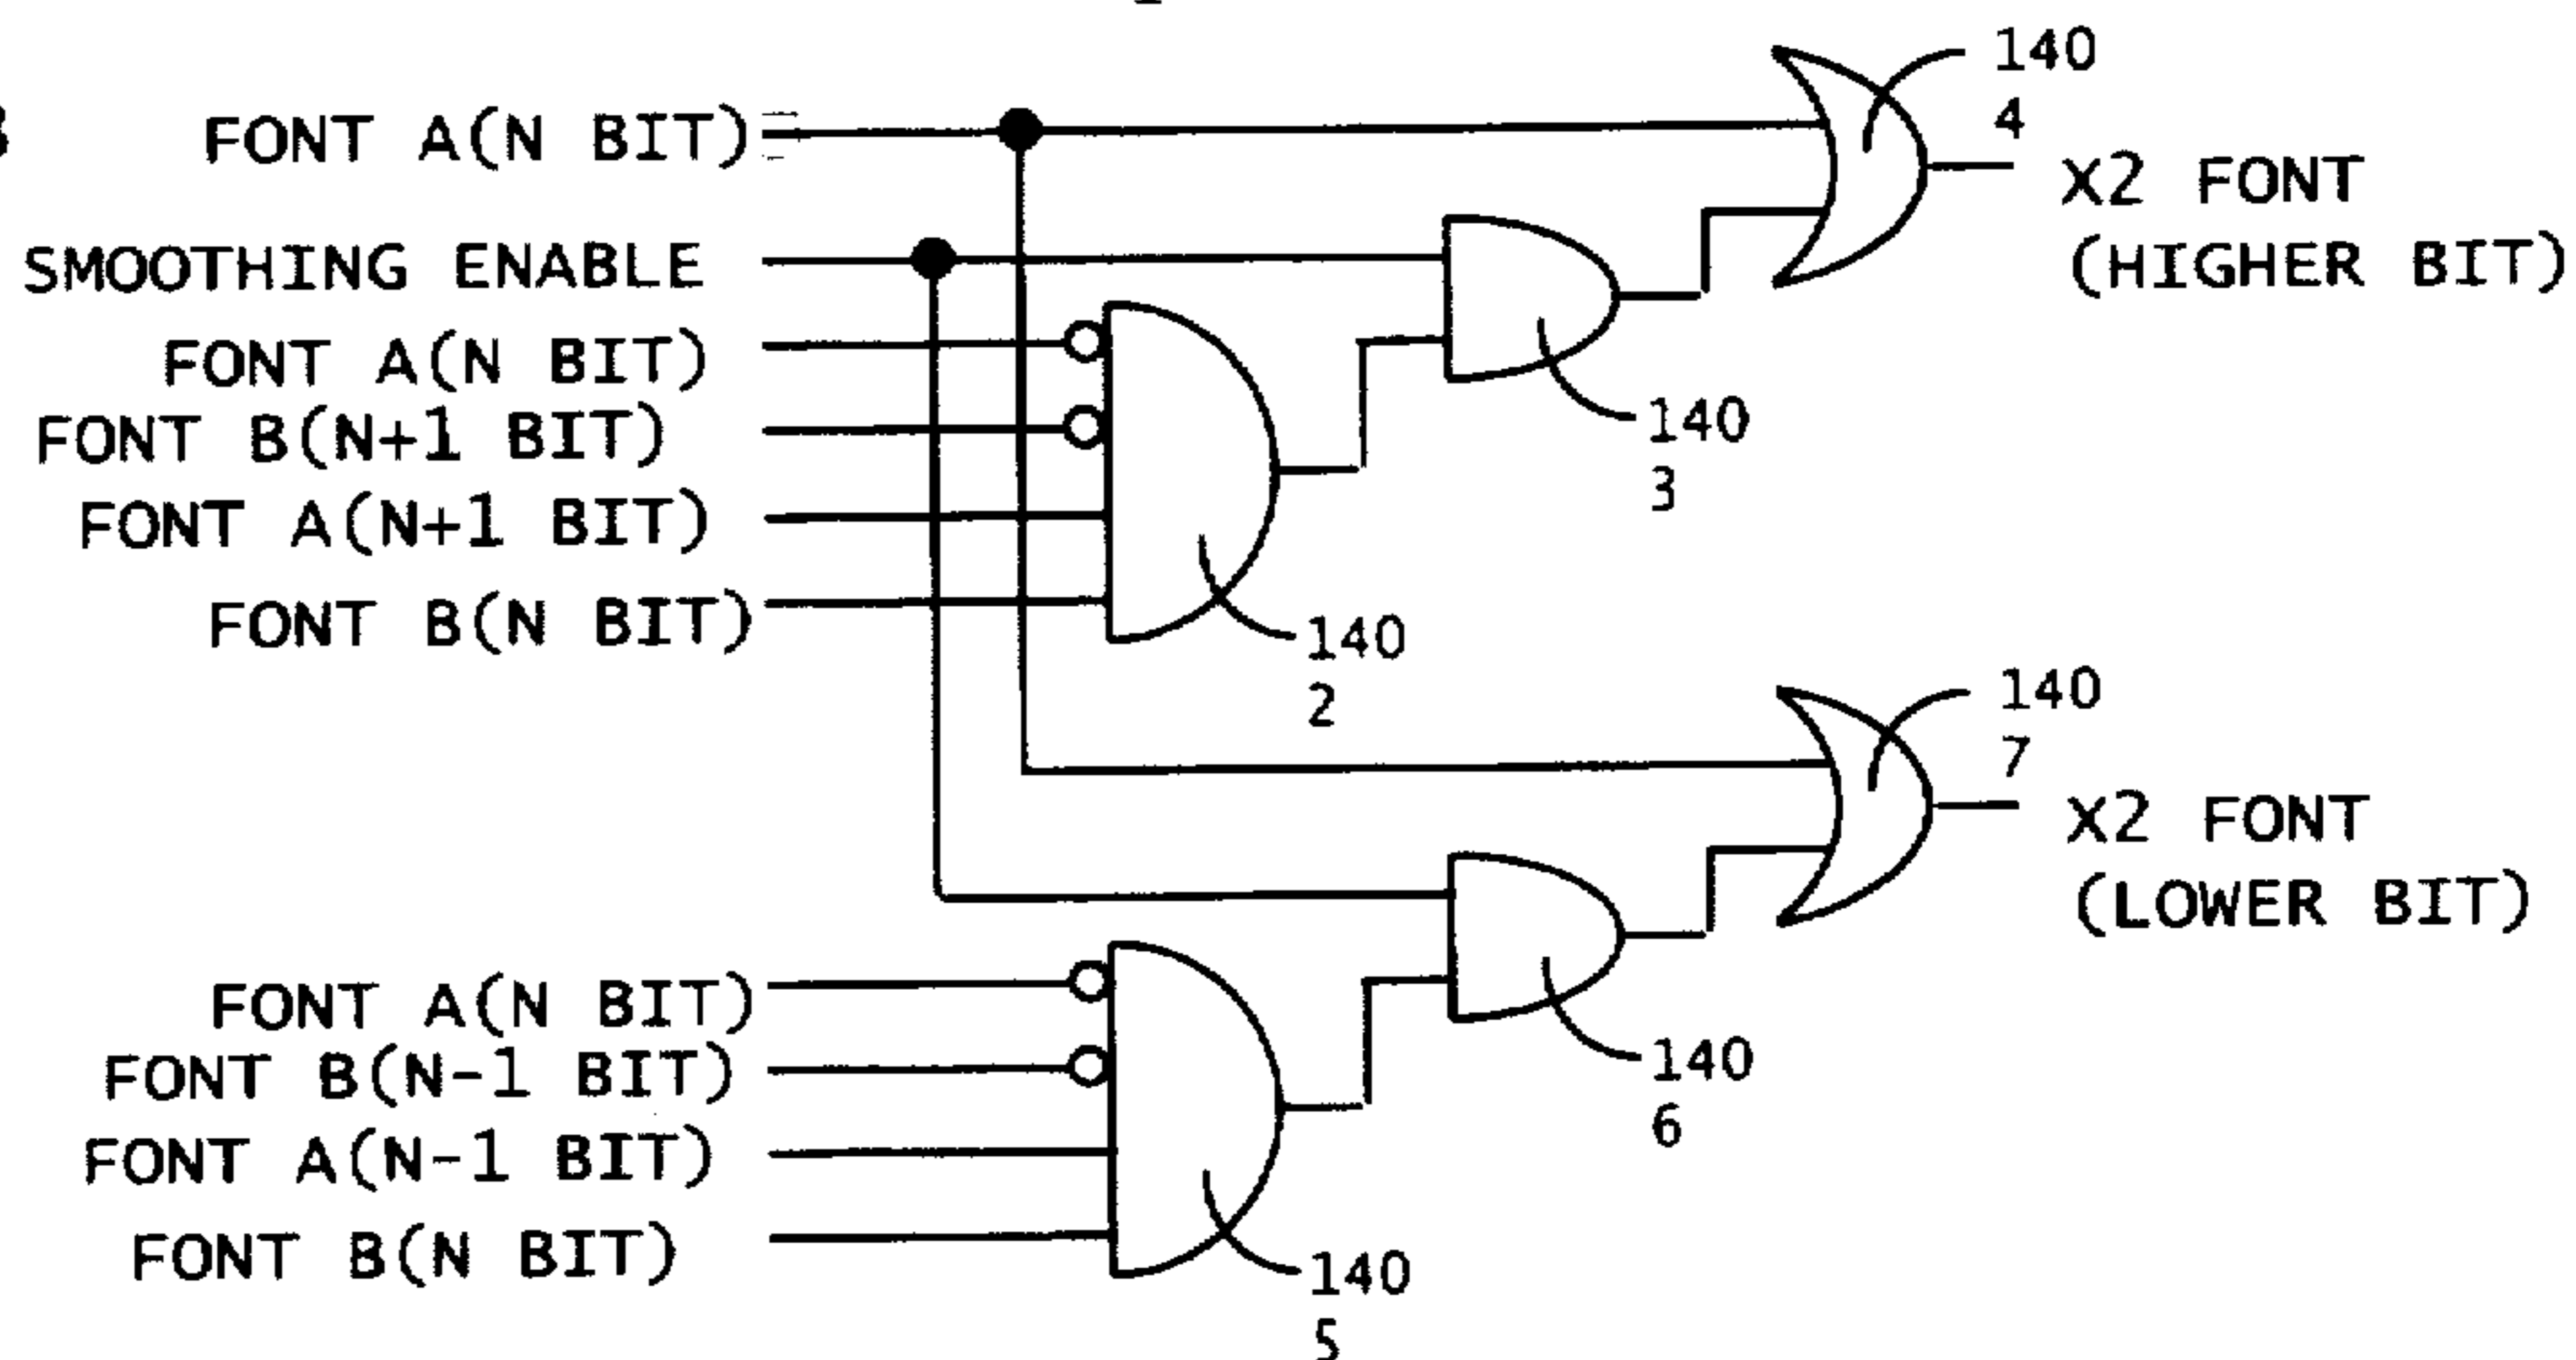 FONT A(N BIT)
SMOOTHING ENABLE
FONT A(N BIT)
FONT B(N+1 BIT)
FONT A(N+1 BIT)
FONT B(N BIT)
140
4
X2 FONT
(HIGHER BIT)
140
3
140
2
140
7
X2 FONT
(LOWER BIT)
FONT A(N BIT)
FONT B(N-1 BIT)
FONT A(N-1 BIT)
FONT B(N BIT)
140
6
140
5